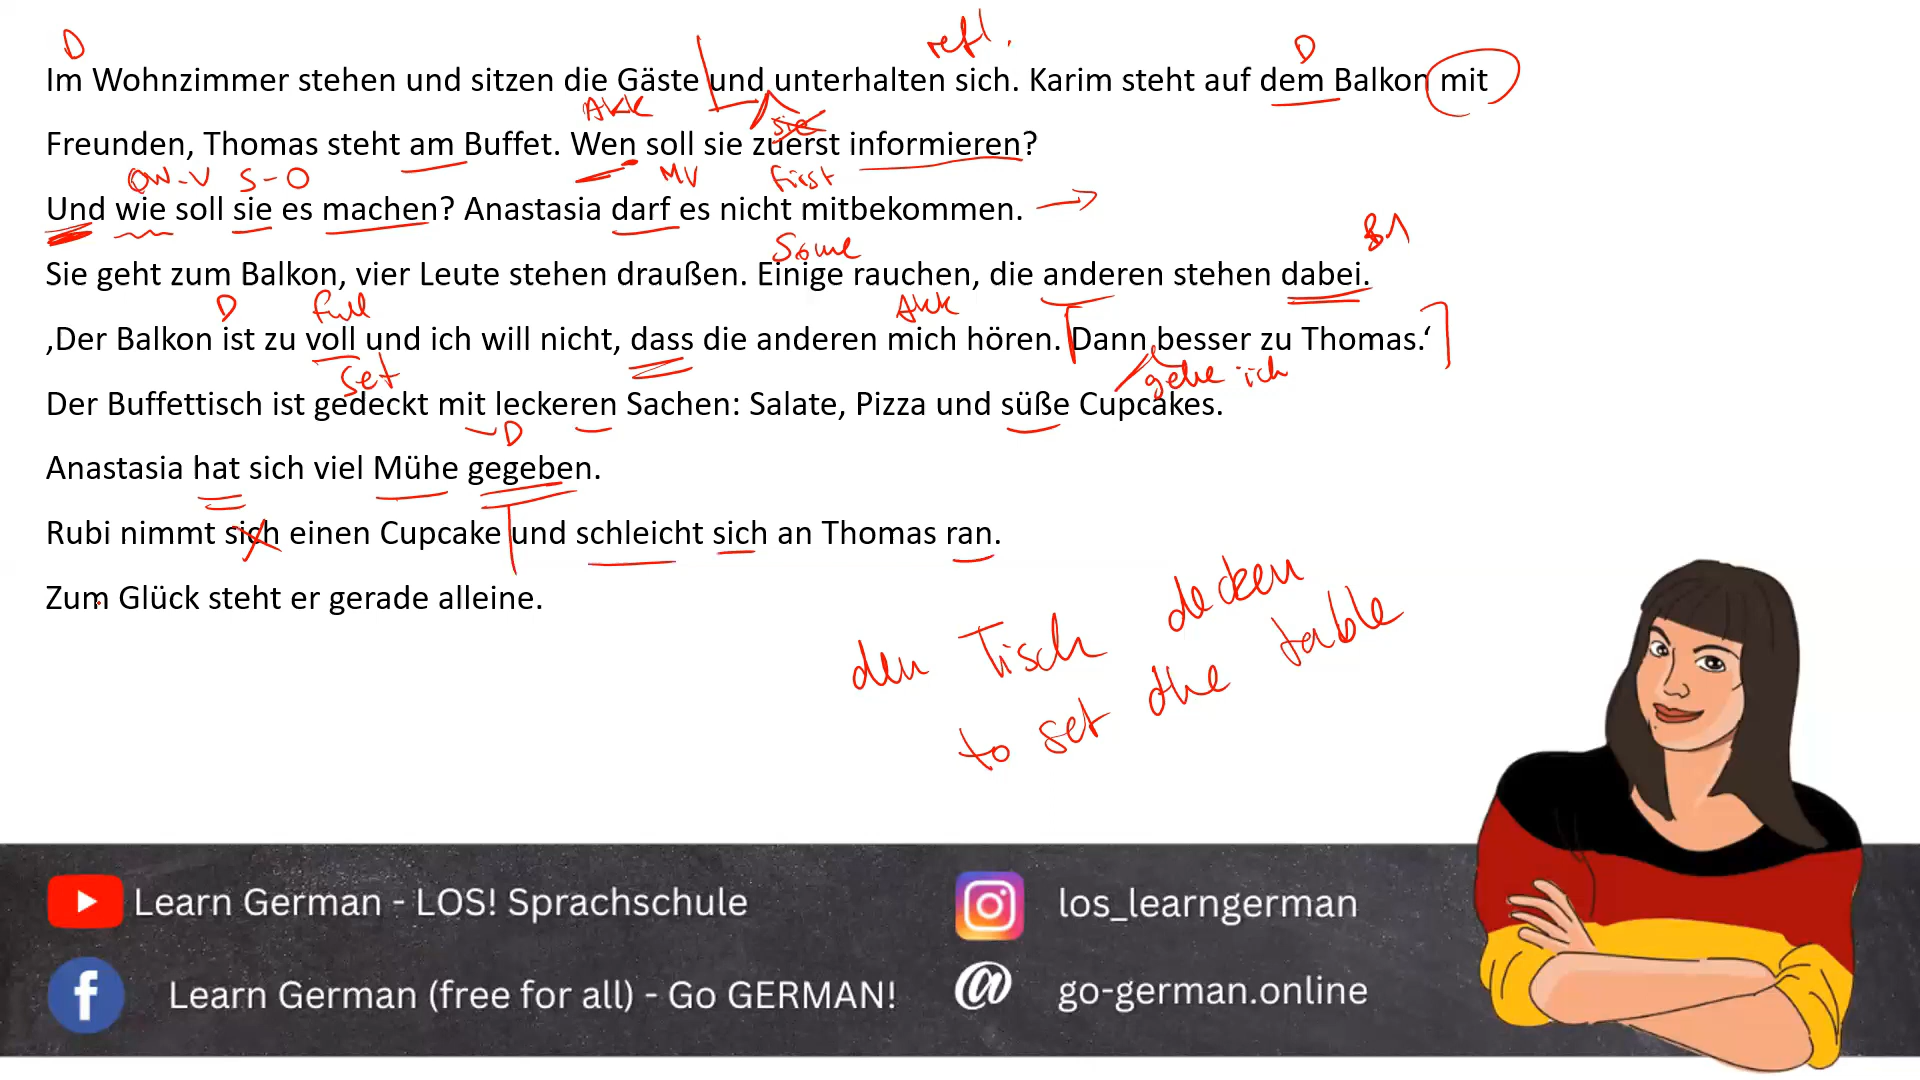 D refl. D
Im Wohnzimmer stehen und sitzen die Gäste und unterhalten sich. Karim steht auf dem Balkon mit
Akk sie
Freunden, Thomas steht am Buffet. Wen soll sie zuerst informieren?
QW-V S-O MV first
Und wie soll sie es machen? Anastasia darf es nicht mitbekommen.
some B1
Sie geht zum Balkon, vier Leute stehen draußen. Einige rauchen, die anderen stehen dabei.
D full Akk
‚Der Balkon ist zu voll und ich will nicht, dass die anderen mich hören. Dann besser zu Thomas.‘
set gehe ich
Der Buffettisch ist gedeckt mit leckeren Sachen: Salate, Pizza und süße Cupcakes.
D
Anastasia hat sich viel Mühe gegeben.
Rubi nimmt sich einen Cupcake und schleicht sich an Thomas ran.
Zum Glück steht er gerade alleine.
den Tisch decken
to set the table
Learn German - LOS! Sprachschule
los_learngerman
Learn German (free for all) - Go GERMAN!
@ go-german.online